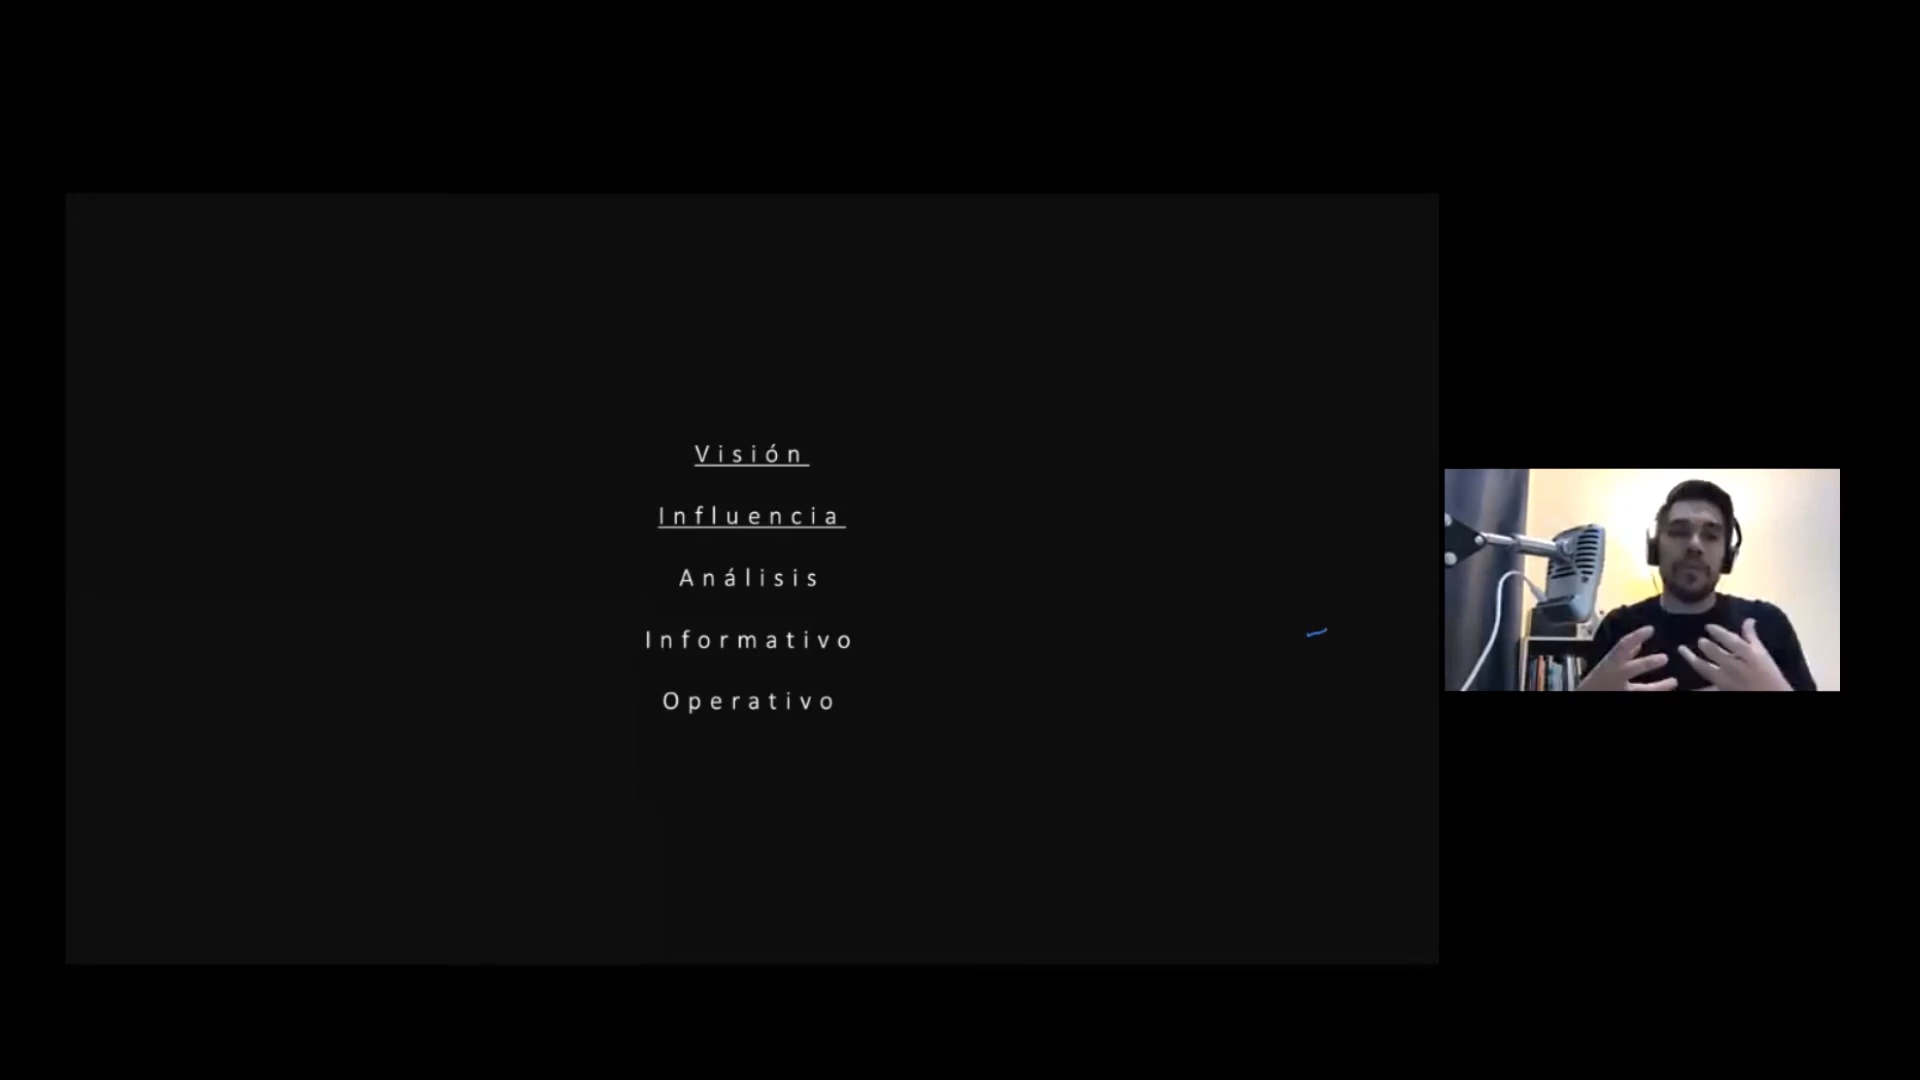 Visión
Influencia
Análisis
Informativo
Operativo